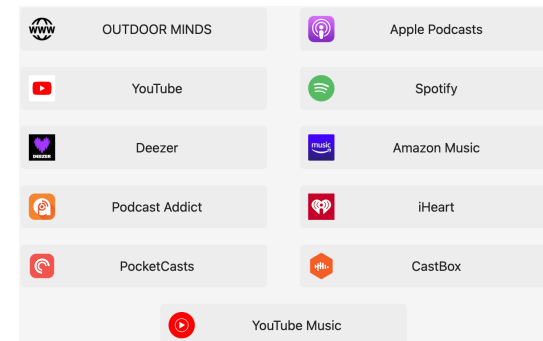 www OUTDOOR MINDS
Apple Podcasts
YouTube
Spotify
DEEZER Deezer
music Amazon Music
Podcast Addict
iHeart
PocketCasts
CastBox
YouTube Music